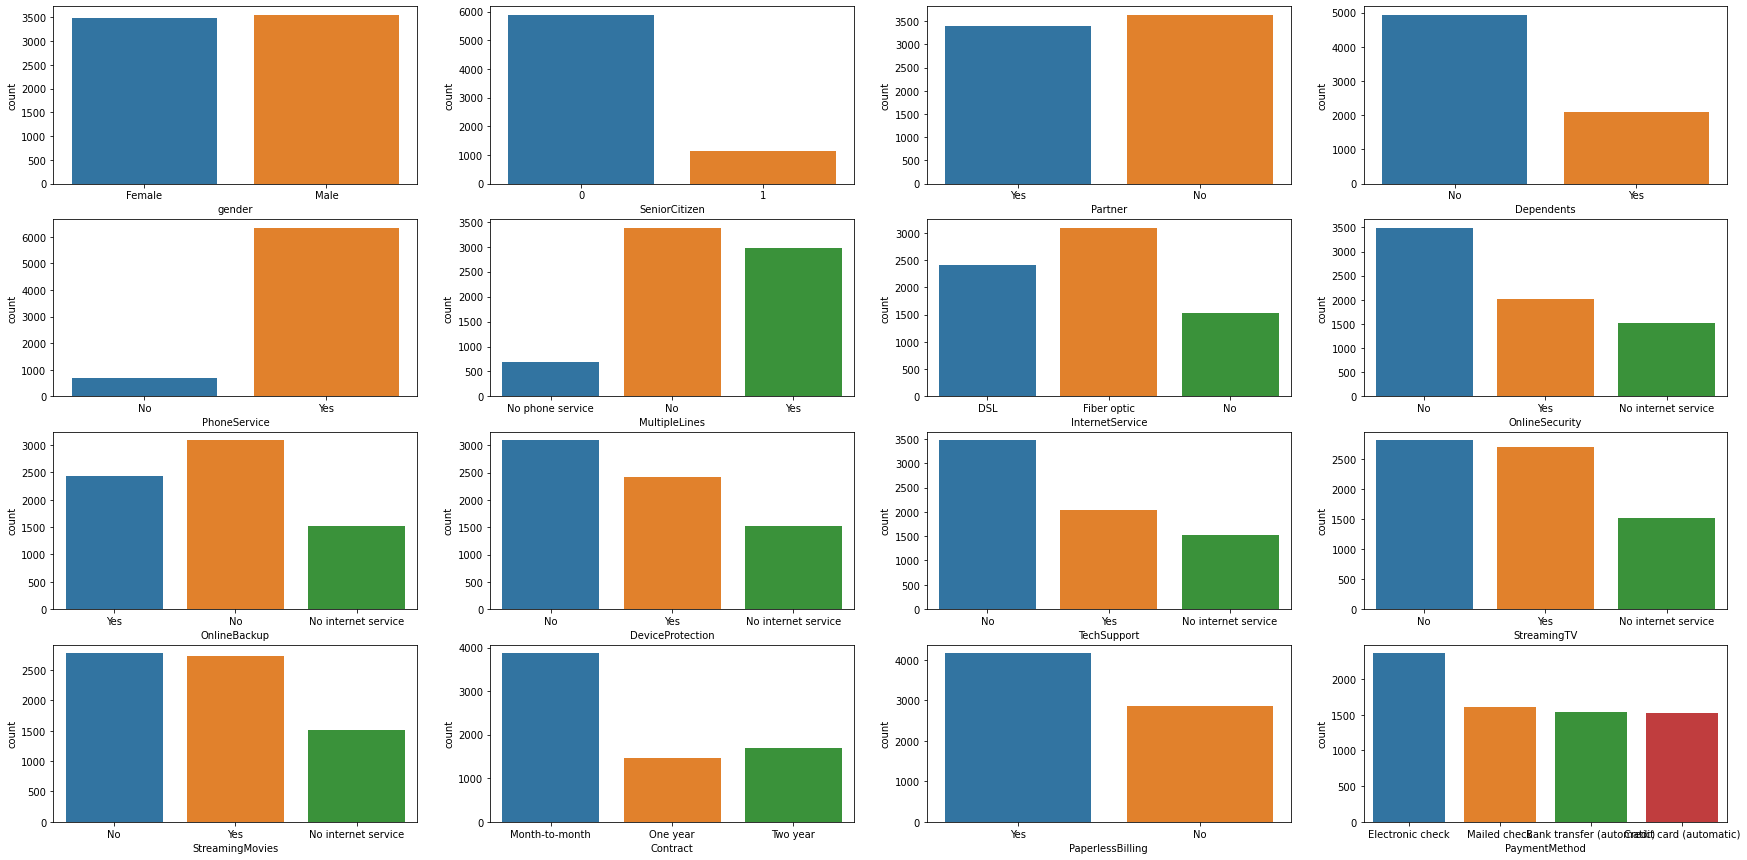 3500
3000
2500
2000
1500
1000
500
0
count
Female Male
gender
6000
5000
4000
3000
2000
1000
0
count
0 1
SeniorCitizen
3500
3000
2500
2000
1500
1000
500
0
count
Yes No
Partner
5000
4000
3000
2000
1000
0
count
No Yes
Dependents
6000
5000
4000
3000
2000
1000
0
count
No Yes
PhoneService
3500
3000
2500
2000
1500
1000
500
0
count
No phone service No Yes
MultipleLines
3000
2500
2000
1500
1000
500
0
count
DSL Fiber optic No
InternetService
3500
3000
2500
2000
1500
1000
500
0
count
No Yes No internet service
OnlineSecurity
3000
2500
2000
1500
1000
500
0
count
Yes No No internet service
OnlineBackup
3000
2500
2000
1500
1000
500
0
count
No Yes No internet service
DeviceProtection
3500
3000
2500
2000
1500
1000
500
0
count
No Yes No internet service
TechSupport
2500
2000
1500
1000
500
0
count
No Yes No internet service
StreamingTV
2500
2000
1500
1000
500
0
count
No Yes No internet service
StreamingMovies
4000
3000
2000
1000
0
count
Month-to-month One year Two year
Contract
4000
3000
2000
1000
0
count
Yes No
PaperlessBilling
2000
1500
1000
500
0
count
Electronic check Mailed check Bank transfer (automatic) Credit card (automatic)
PaymentMethod